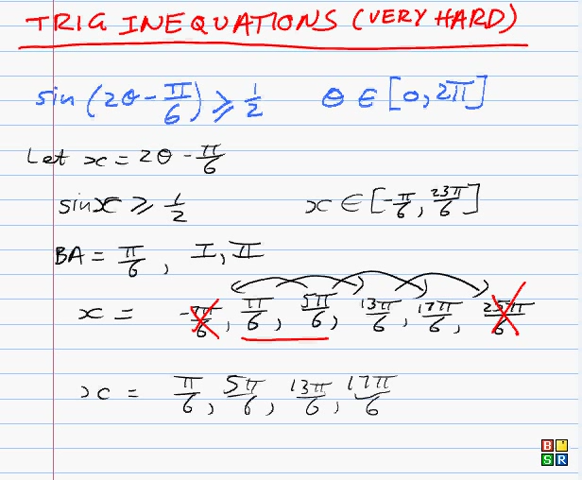 TRIG INEQUATIONS (VERY HARD)
sin (2θ - π/6) ⩾ 1/2 θ ∈ [0, 2π]
Let x = 2θ - π/6
sin x ⩾ 1/2 x ∈ [-π/6, 23π/6]
BA = π/6, I, II
x = -7π/6, π/6, 5π/6, 13π/6, 17π/6, 25π/6
x = π/6, 5π/6, 13π/6, 17π/6
B
S R